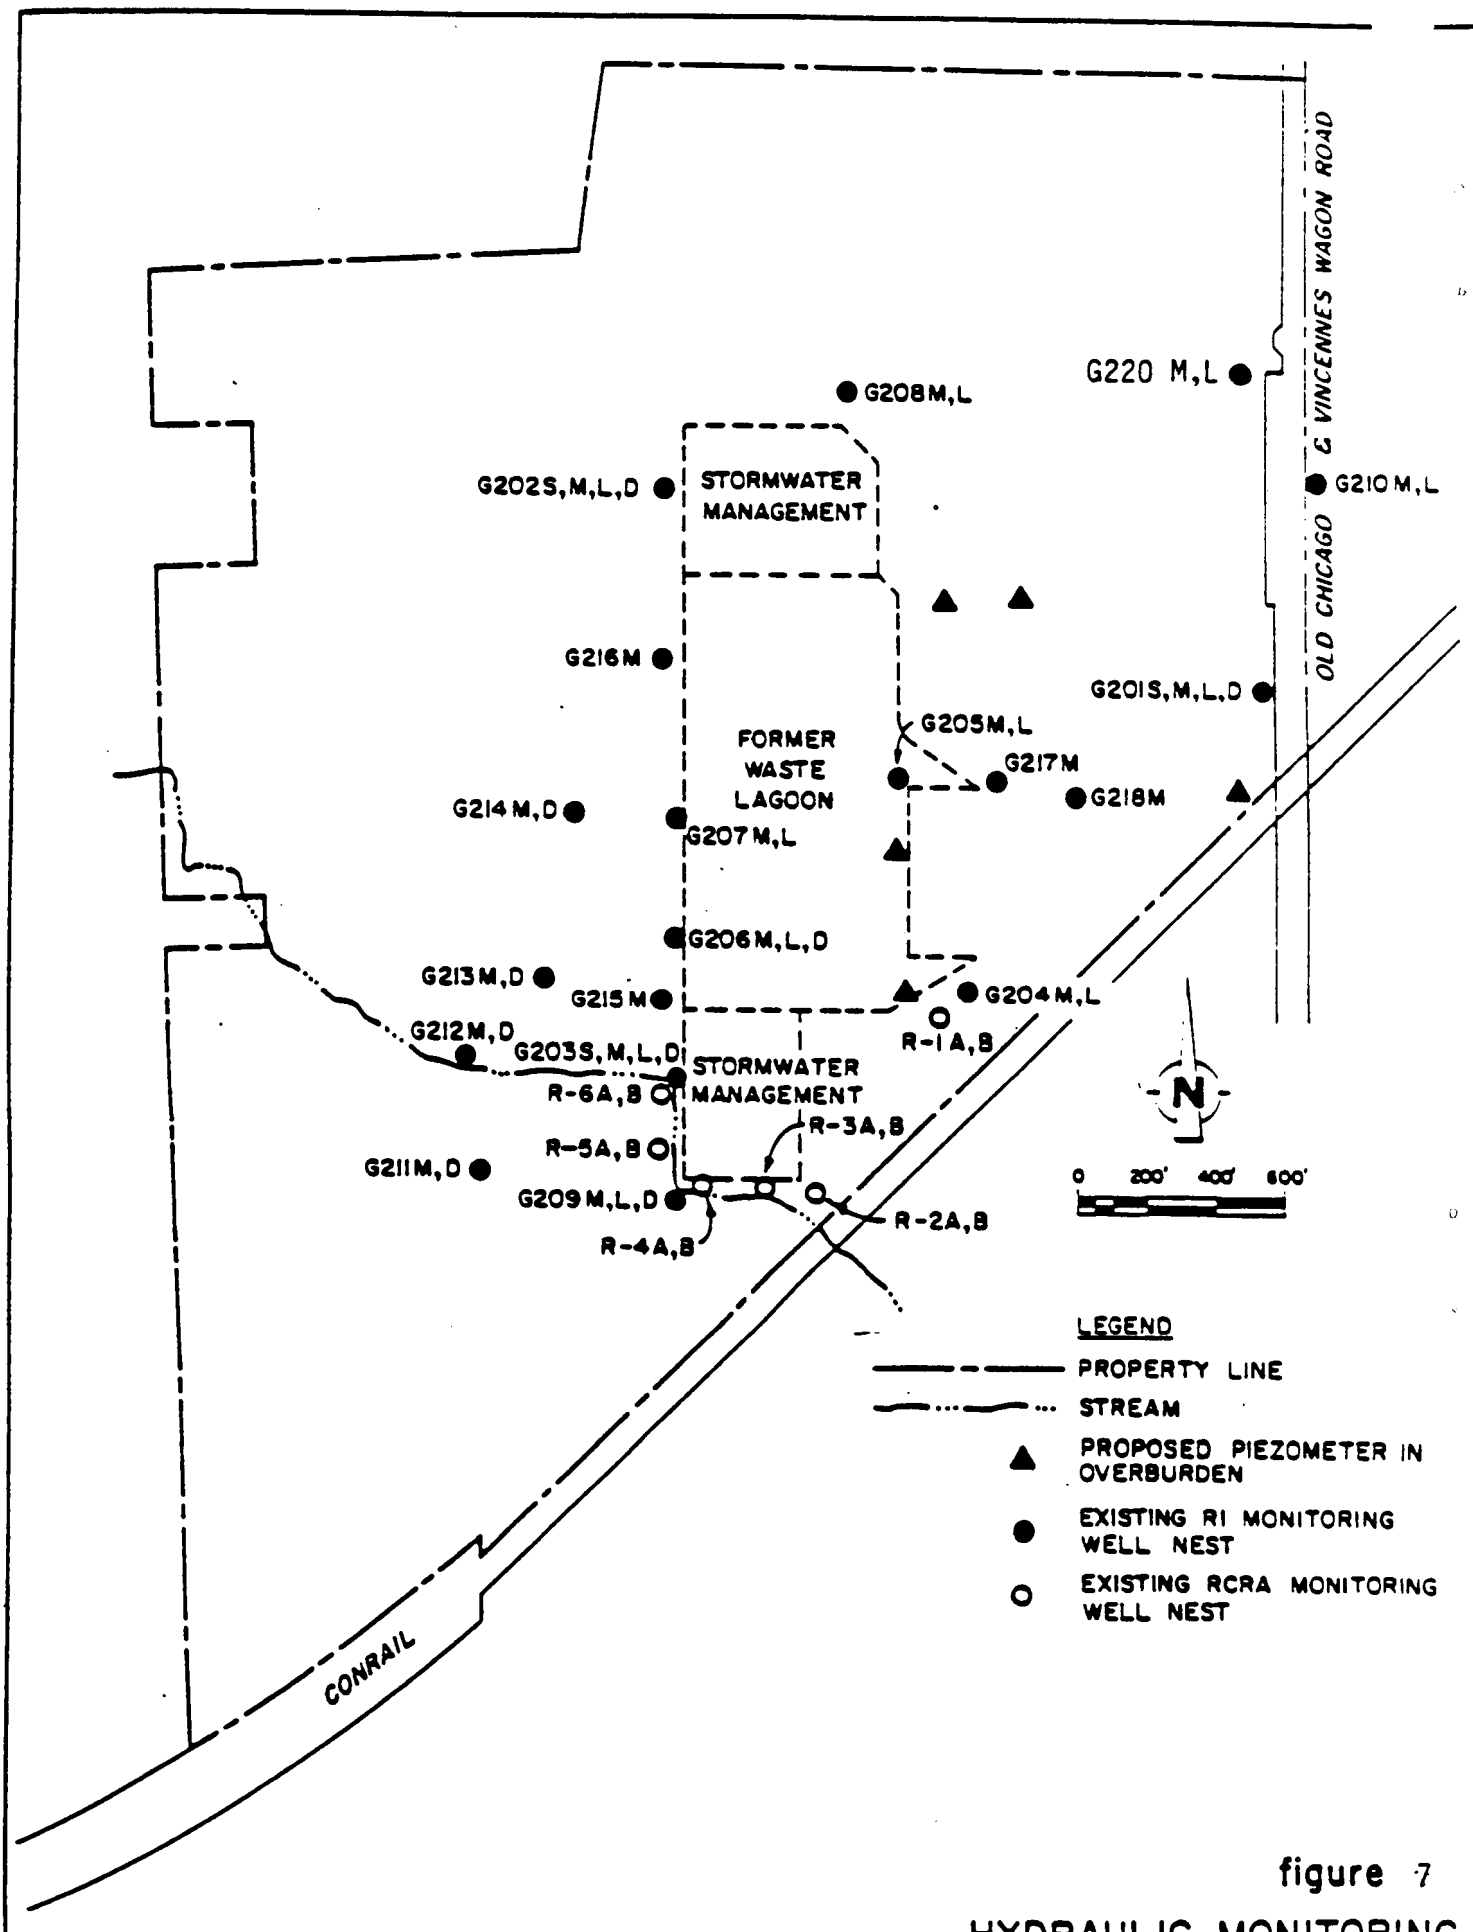 OLD CHICAGO & VINCENNES WAGON ROAD
G220 M,L
G208M,L
G202S,M,L,D
STORMWATER
MANAGEMENT
G210M,L
G216M
G201S,M,L,D
G205M,L
FORMER
WASTE
LAGOON
G217M
G218M
G214M,D
G207M,L
G206M,L,D
G213M,D
G215M
G204M,L
R-1A,B
G212M,D
G203S,M,L,D
STORMWATER
MANAGEMENT
R-6A,B
R-3A,B
R-5A,B
G211M,D
G209M,L,D
R-2A,B
R-4A,B
N
0 200' 400' 600'
LEGEND
PROPERTY LINE
STREAM
PROPOSED PIEZOMETER IN
OVERBURDEN
EXISTING RI MONITORING
WELL NEST
EXISTING RCRA MONITORING
WELL NEST
CONRAIL
figure 7
HYDRAULIC MONITORING